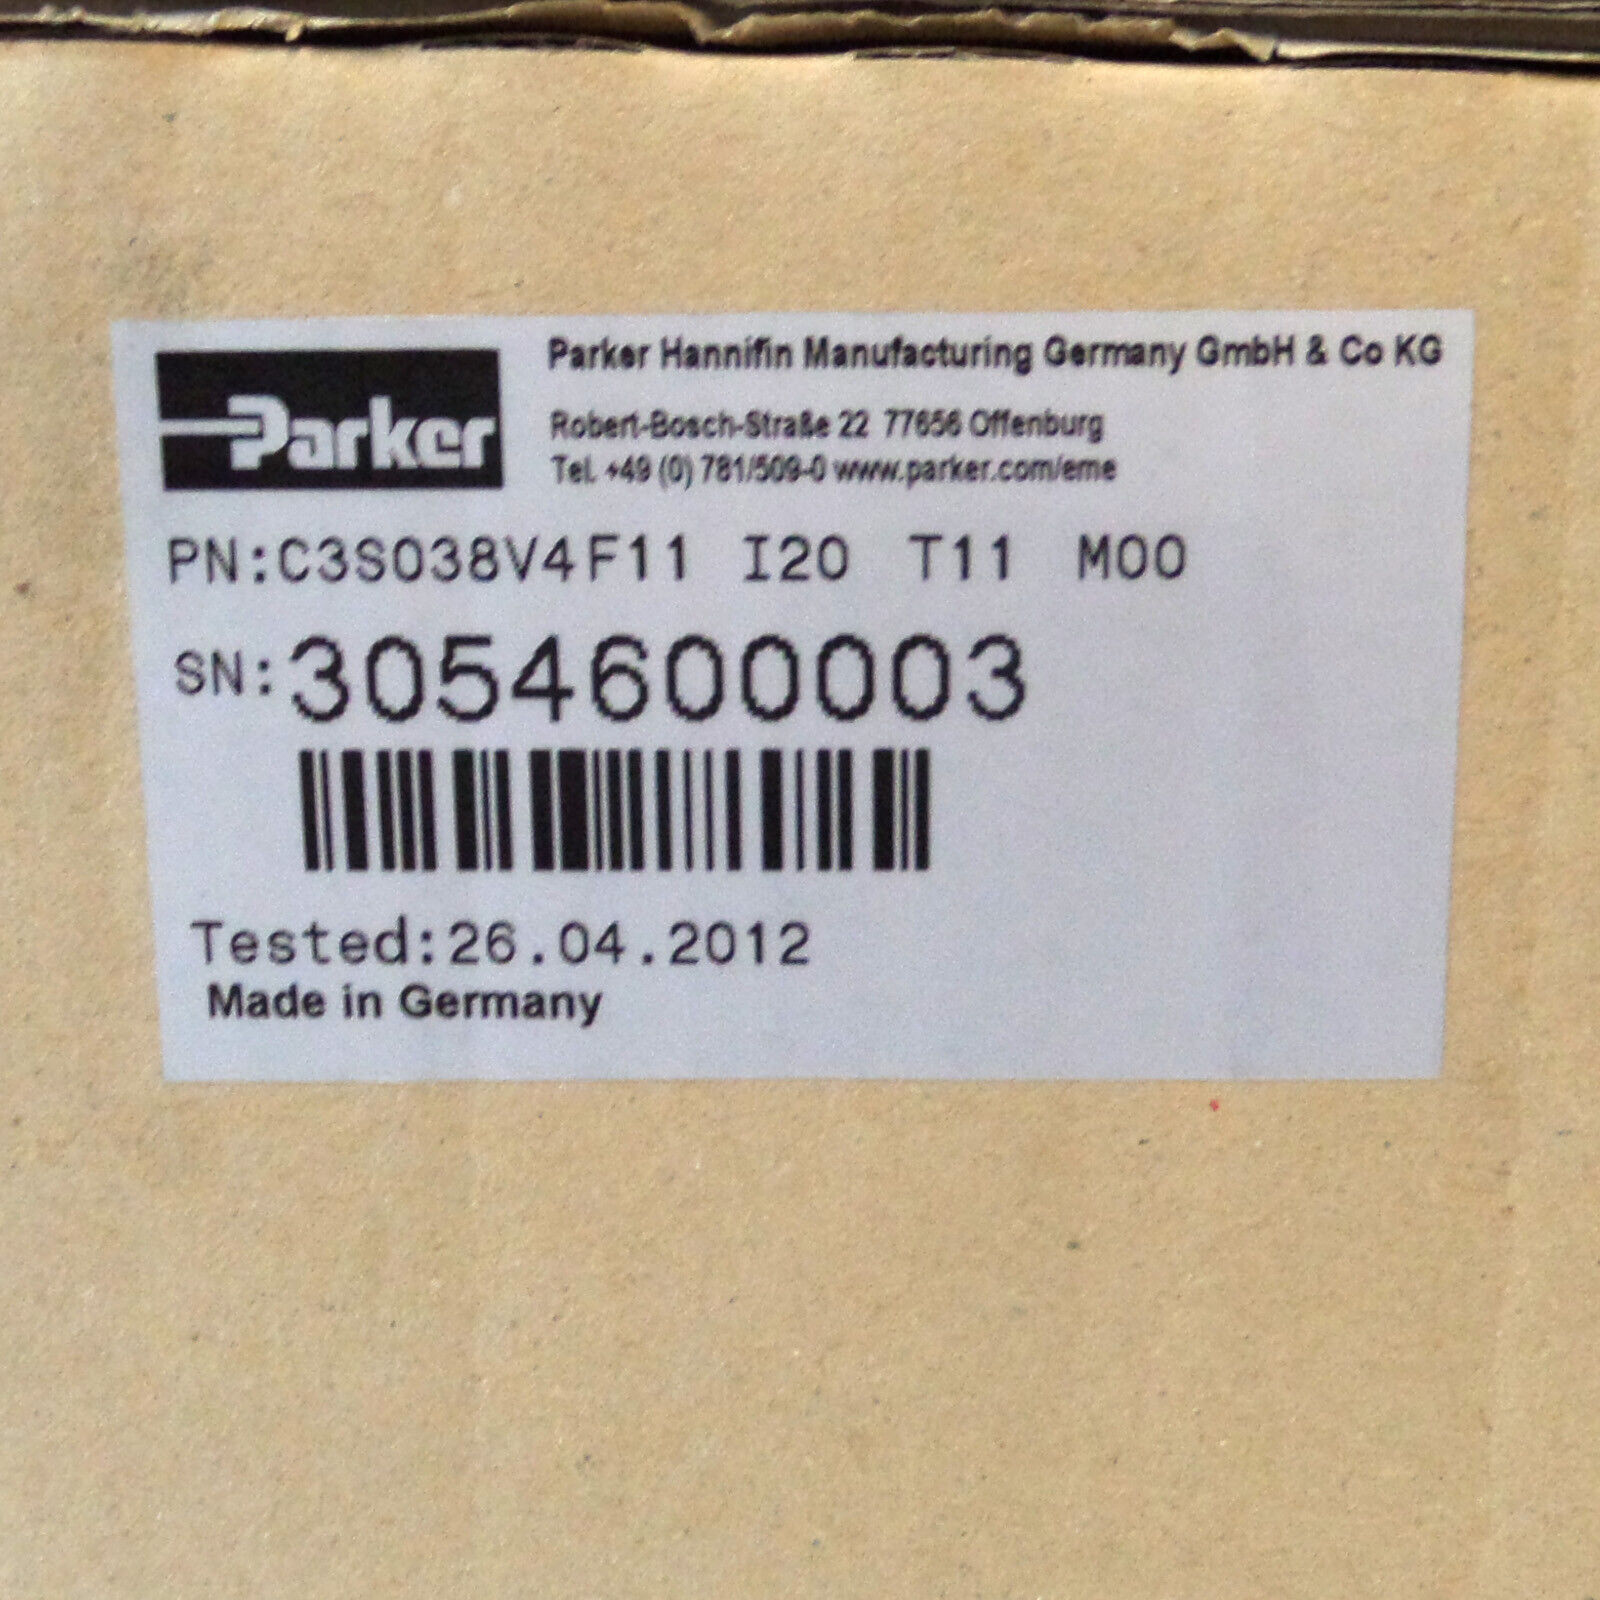 Parker
Parker Hannifin Manufacturing Germany GmbH & Co KG
Robert-Bosch-Straße 22 77656 Offenburg
Tel. +49 (0) 781/509-0 www.parker.com/eme
PN:C3S038V4F11 I20 T11 M00
SN:3054600003
Tested:26.04.2012
Made in Germany